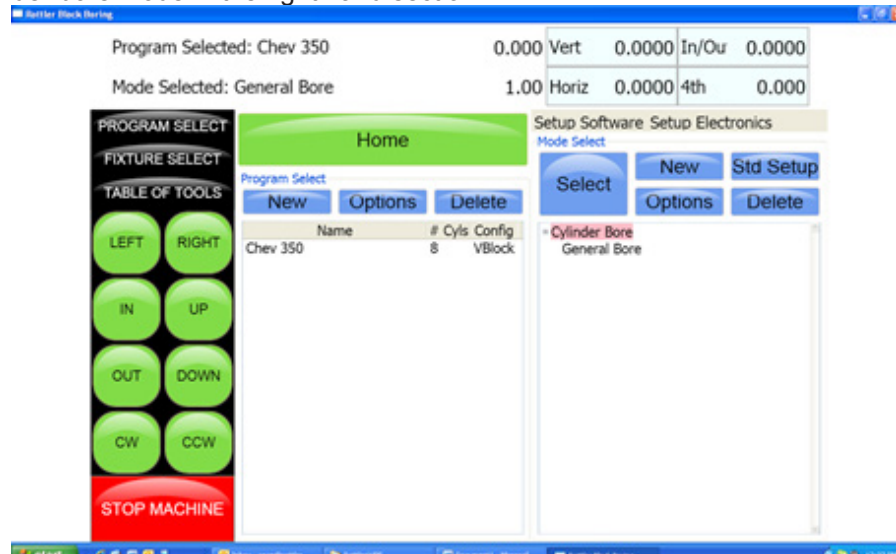 Rottler Block Boring
Program Selected: Chev 350 0.000 Vert 0.0000 In/Ou 0.0000
Mode Selected: General Bore 1.00 Horiz 0.0000 4th 0.000
PROGRAM SELECT
FIXTURE SELECT
TABLE OF TOOLS
LEFT RIGHT
IN UP
OUT DOWN
CW CCW
STOP MACHINE
Home
Program Select
New Options Delete
Name # Cyls Config
Chev 350 8 VBlock
Setup Software Setup Electronics
Mode Select
Select New Std Setup
Options Delete
Cylinder Bore
General Bore